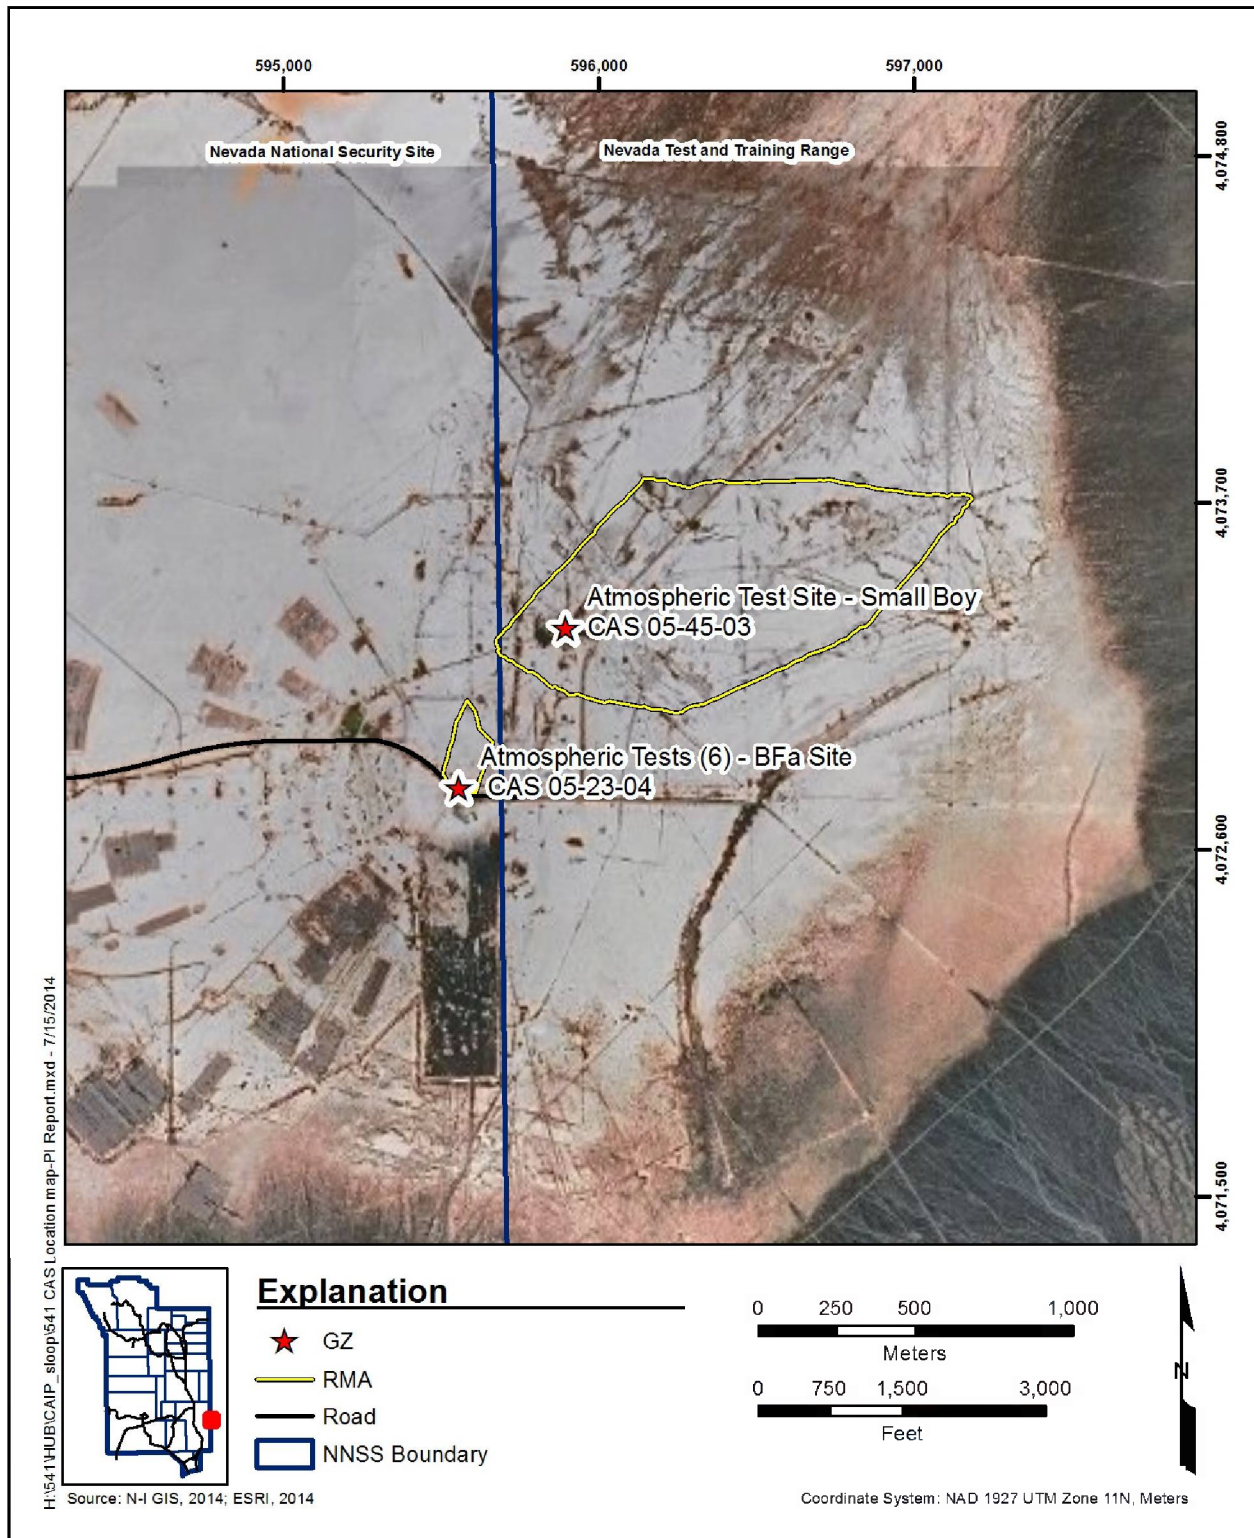 595,000
596,000
597,000
Nevada National Security Site
Nevada Test and Training Range
4,074,800
4,073,700
Atmospheric Test Site - Small Boy
CAS 05-45-03
Atmospheric Tests (6) - BFa Site
CAS 05-23-04
4,072,600
4,071,500
H:\541\HUB\CAIP_sloop\541 CAS Location map-PI Report.mxd - 7/15/2014
Explanation
GZ
RMA
Road
NNSS Boundary
0 250 500 1,000
Meters
0 750 1,500 3,000
Feet
N
Source: N-I GIS, 2014; ESRI, 2014
Coordinate System: NAD 1927 UTM Zone 11N, Meters